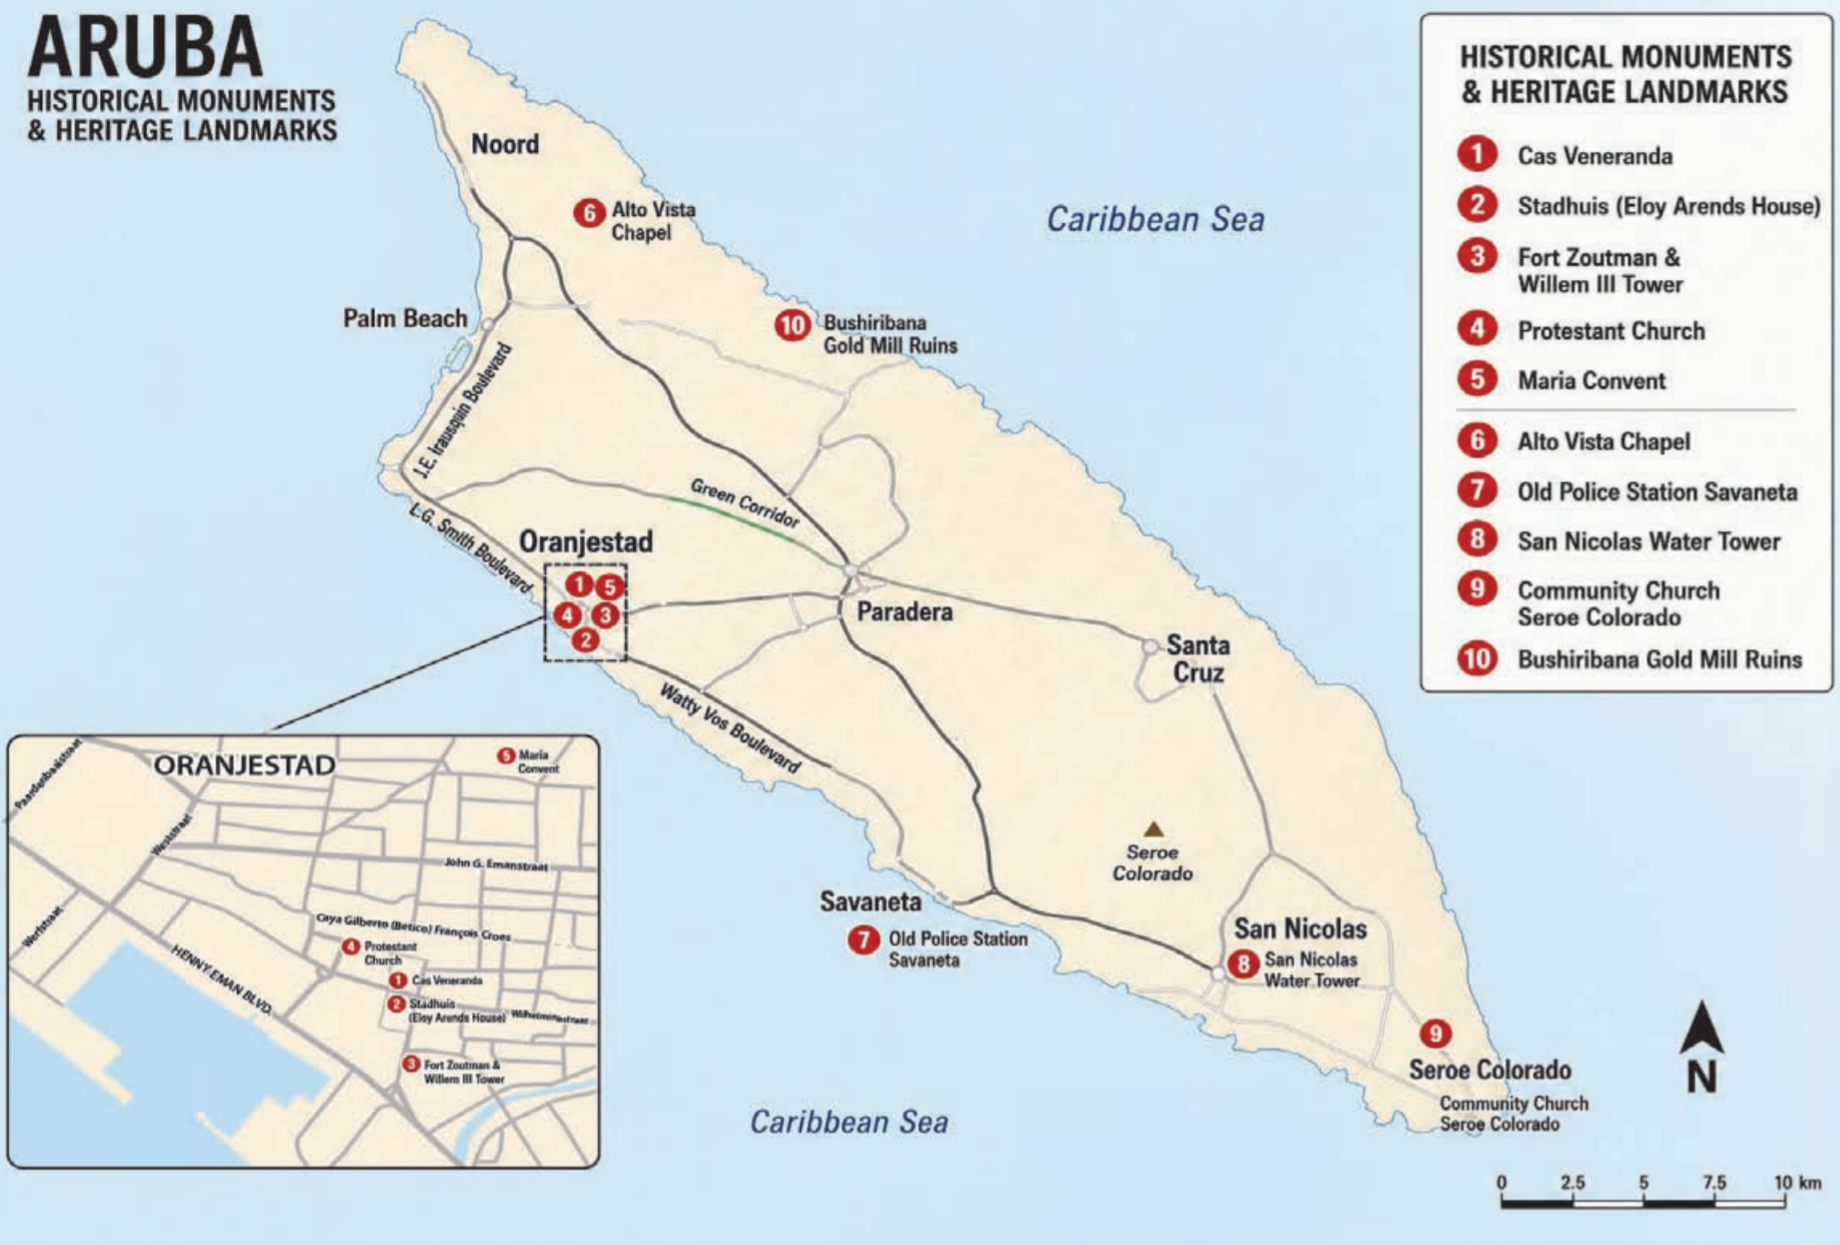 ARUBA
HISTORICAL MONUMENTS
& HERITAGE LANDMARKS
Noord
6 Alto Vista
Chapel
Caribbean Sea
Palm Beach
10 Bushiribana
Gold Mill Ruins
J.E. Irausquin Boulevard
Green Corridor
L.G. Smith Boulevard
Oranjestad
1 5
4 3
2
Paradera
Santa
Cruz
Watty Vos Boulevard
Seroe
Colorado
Savaneta
7 Old Police Station
Savaneta
San Nicolas
8 San Nicolas
Water Tower
9
Seroe Colorado
Community Church
Seroe Colorado
Caribbean Sea
N
0 2.5 5 7.5 10 km
HISTORICAL MONUMENTS
& HERITAGE LANDMARKS
1 Cas Veneranda
2 Stadhuis (Eloy Arends House)
3 Fort Zoutman &
Willem III Tower
4 Protestant Church
5 Maria Convent
6 Alto Vista Chapel
7 Old Police Station Savaneta
8 San Nicolas Water Tower
9 Community Church
Seroe Colorado
10 Bushiribana Gold Mill Ruins
ORANJESTAD
5 Maria
Convent
Paardenbaaistraat
Weststraat
John G. Emanstraat
Werfstraat
Caya Gilberto (Betico) François Croes
4 Protestant
Church
HENNY EMAN BLVD.
1 Cas Veneranda
2 Stadhuis
(Eloy Arends House)
Wilhelminastraat
3 Fort Zoutman &
Willem III Tower